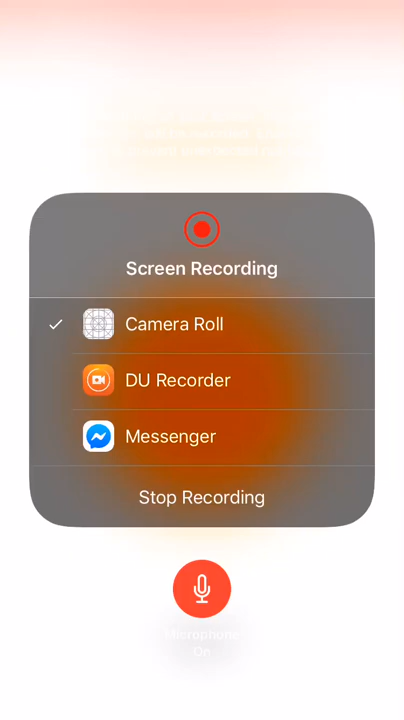 Screen Recording
Camera Roll
DU Recorder
Messenger
Stop Recording
Microphone
On